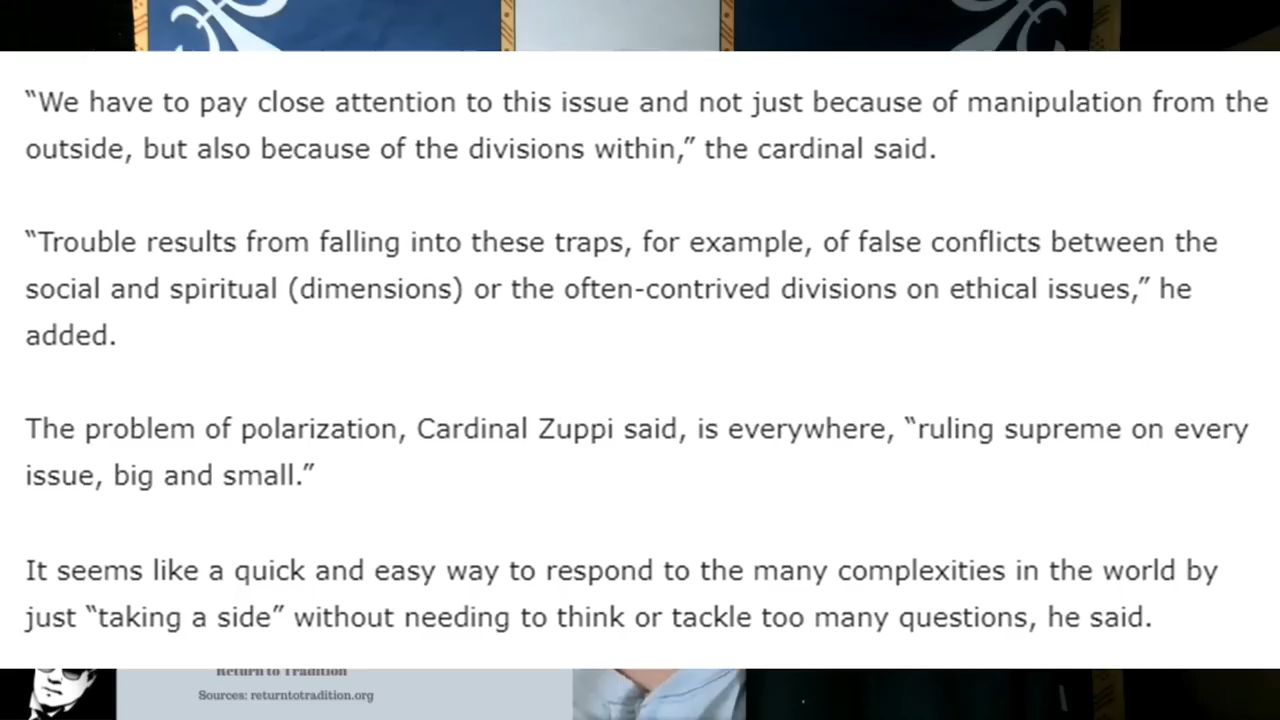 “We have to pay close attention to this issue and not just because of manipulation from the
outside, but also because of the divisions within,” the cardinal said.
“Trouble results from falling into these traps, for example, of false conflicts between the
social and spiritual (dimensions) or the often-contrived divisions on ethical issues,” he
added.
The problem of polarization, Cardinal Zuppi said, is everywhere, “ruling supreme on every
issue, big and small.”
It seems like a quick and easy way to respond to the many complexities in the world by
just “taking a side” without needing to think or tackle too many questions, he said.
Return to Tradition
Sources: returntotradition.org